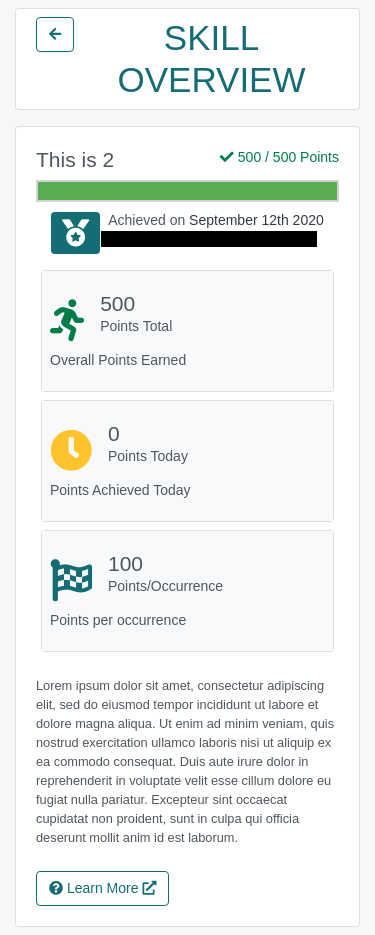 SKILL
OVERVIEW
This is 2
500 / 500 Points
Achieved on September 12th 2020
500
Points Total
Overall Points Earned
0
Points Today
Points Achieved Today
100
Points/Occurrence
Points per occurrence
Lorem ipsum dolor sit amet, consectetur adipiscing
elit, sed do eiusmod tempor incididunt ut labore et
dolore magna aliqua. Ut enim ad minim veniam, quis
nostrud exercitation ullamco laboris nisi ut aliquip ex
ea commodo consequat. Duis aute irure dolor in
reprehenderit in voluptate velit esse cillum dolore eu
fugiat nulla pariatur. Excepteur sint occaecat
cupidatat non proident, sunt in culpa qui officia
deserunt mollit anim id est laborum.
Learn More